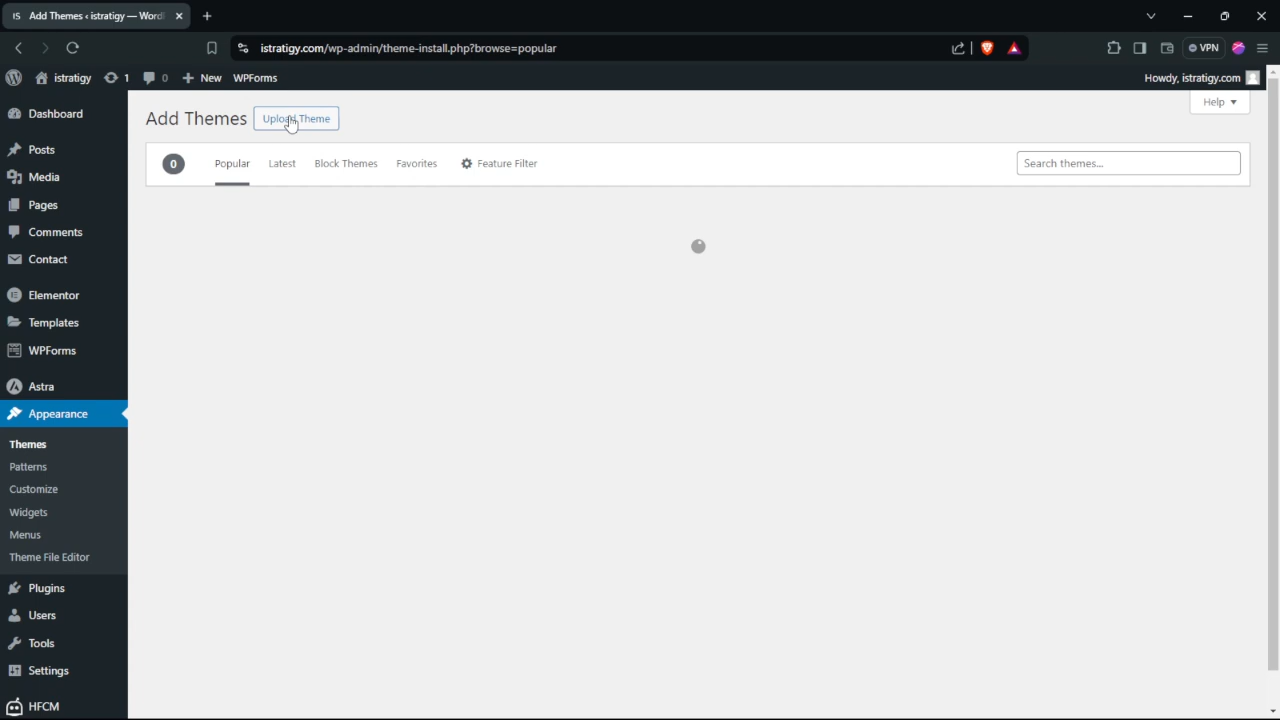 Add Themes ‹ istratigy — Word
istratigy.com/wp-admin/theme-install.php?browse=popular
VPN
istratigy
1
0
New
WPForms
Howdy, istratigy.com
Dashboard
Posts
Media
Pages
Comments
Contact
Elementor
Templates
WPForms
Astra
Appearance
Themes
Patterns
Customize
Widgets
Menus
Theme File Editor
Plugins
Users
Tools
Settings
HFCM
Help
Add Themes
Upload Theme
0
Popular
Latest
Block Themes
Favorites
Feature Filter
Search themes...